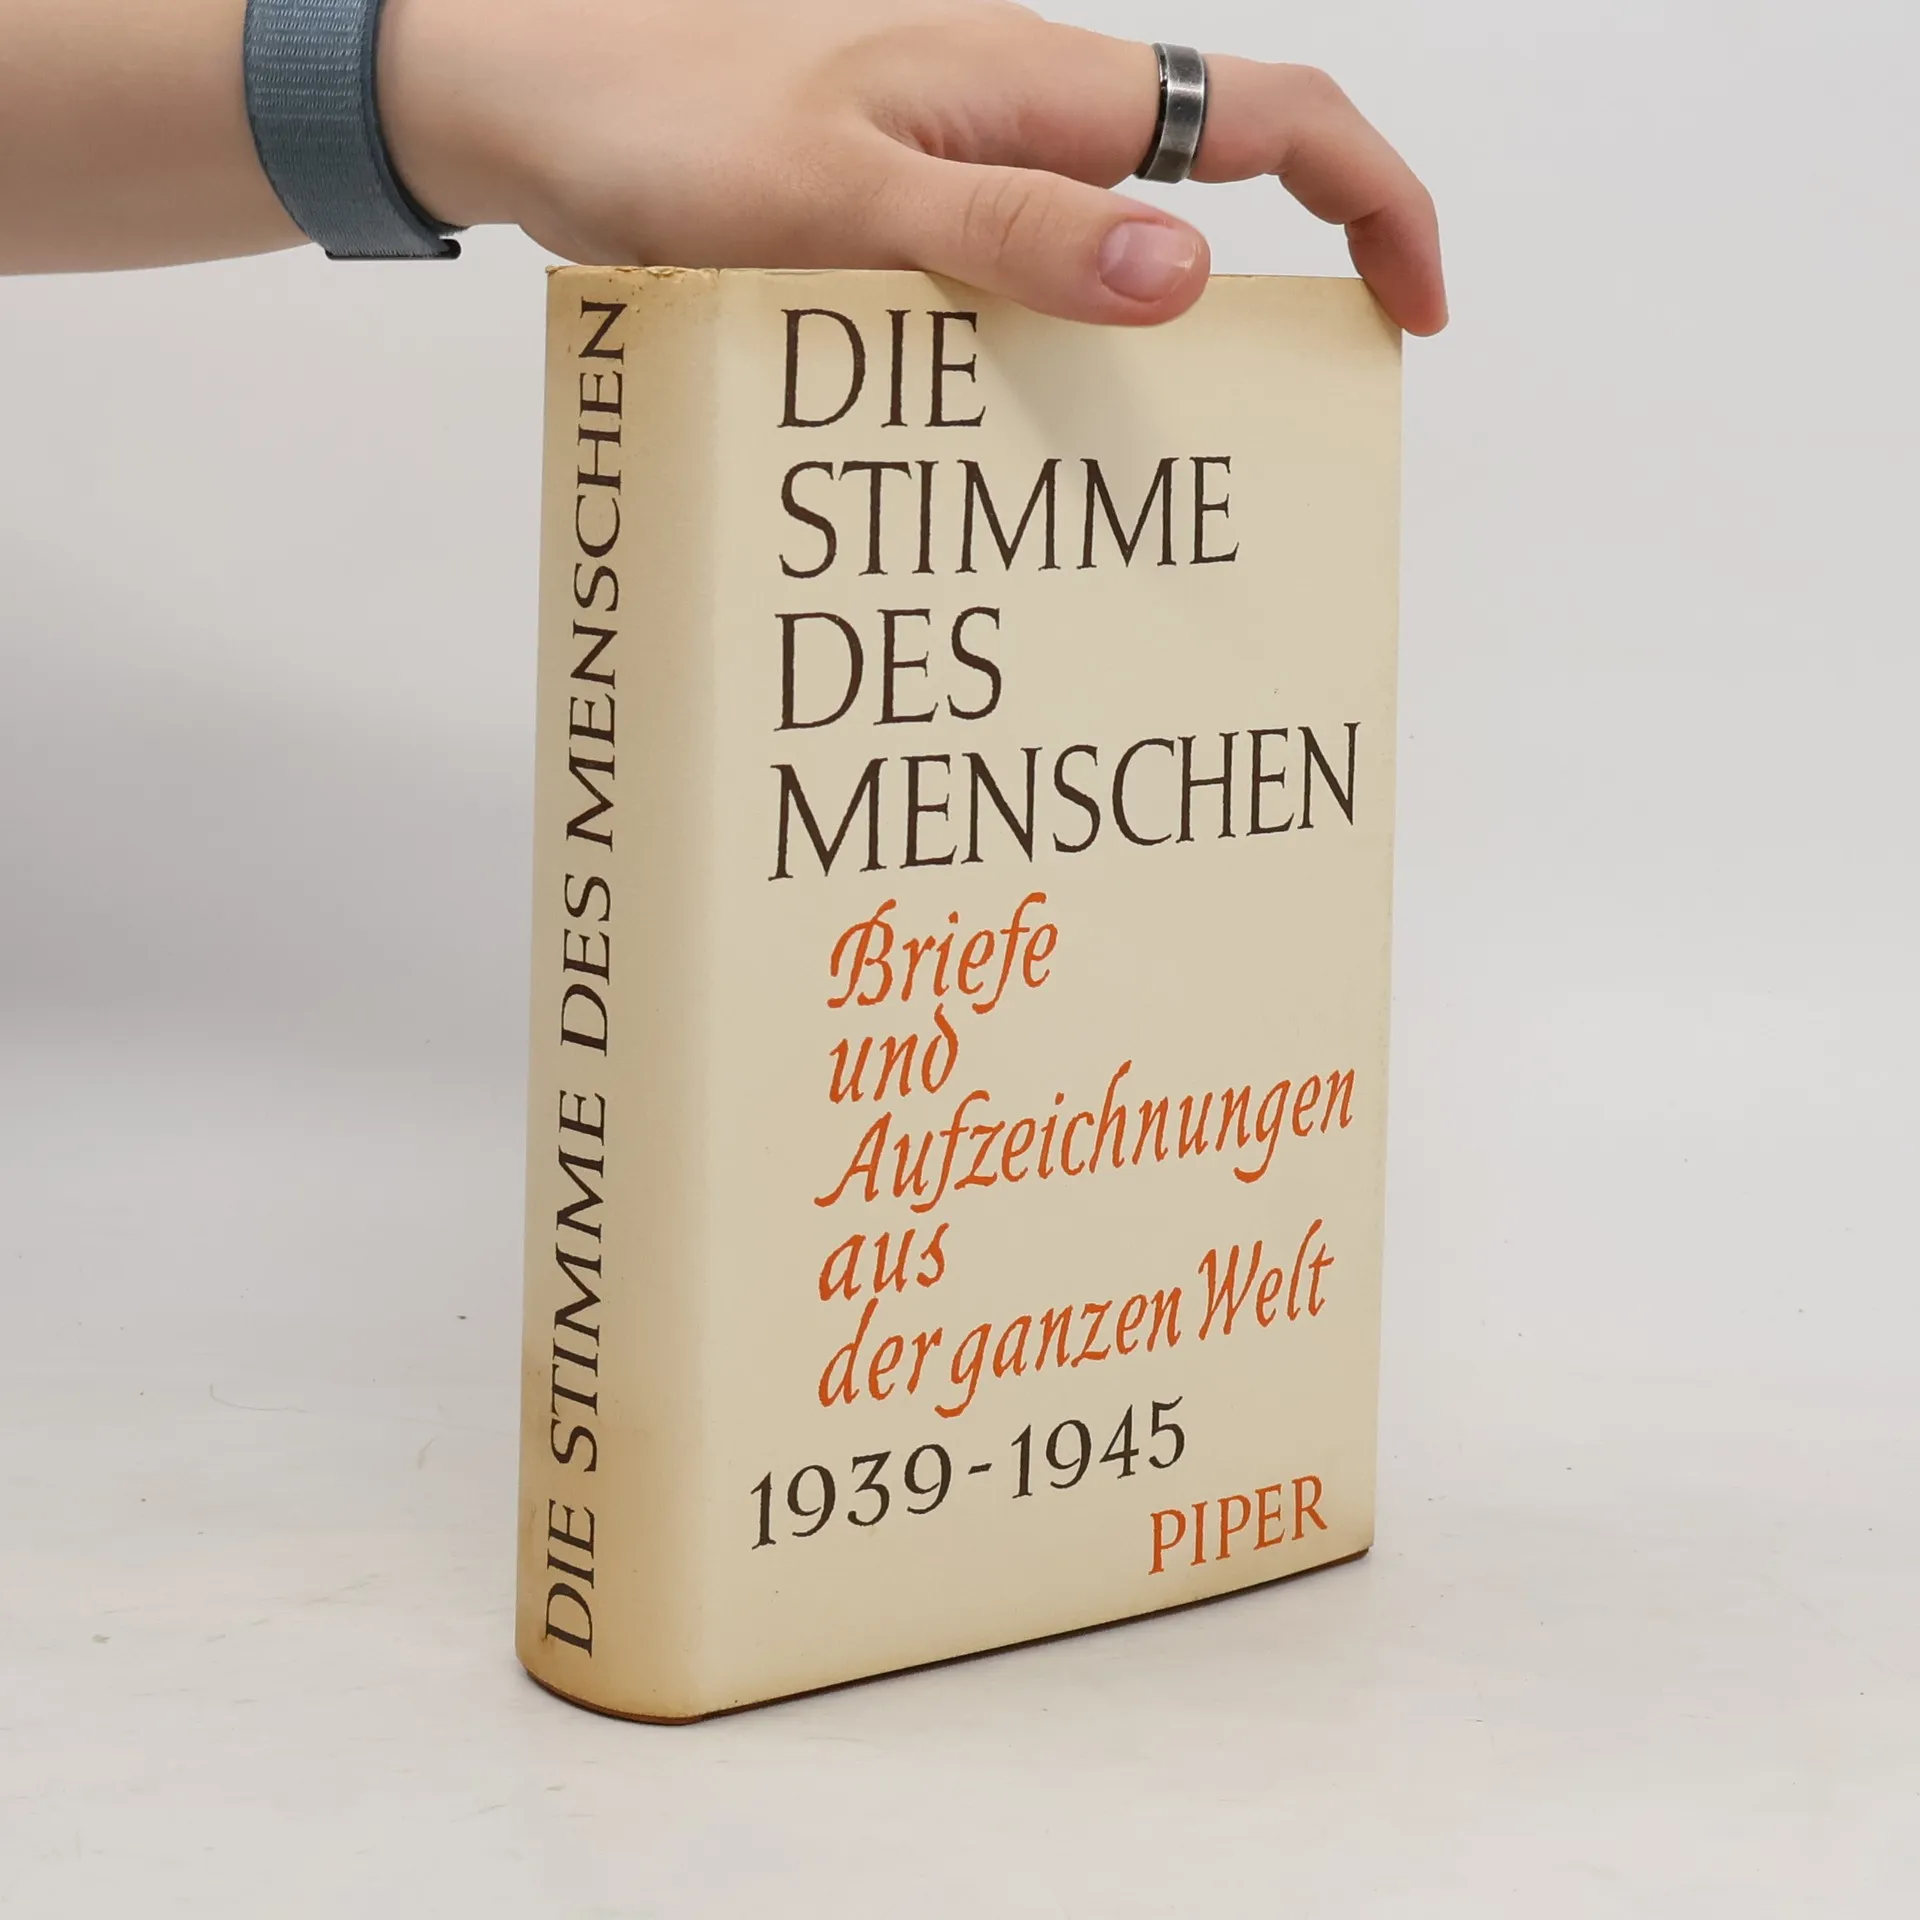 DIE STIMME DES MENSCHEN
DIE
STIMME
DES
MENSCHEN
Briefe
und
Aufzeichnungen
aus
der ganzen Welt
1939-1945
PIPER